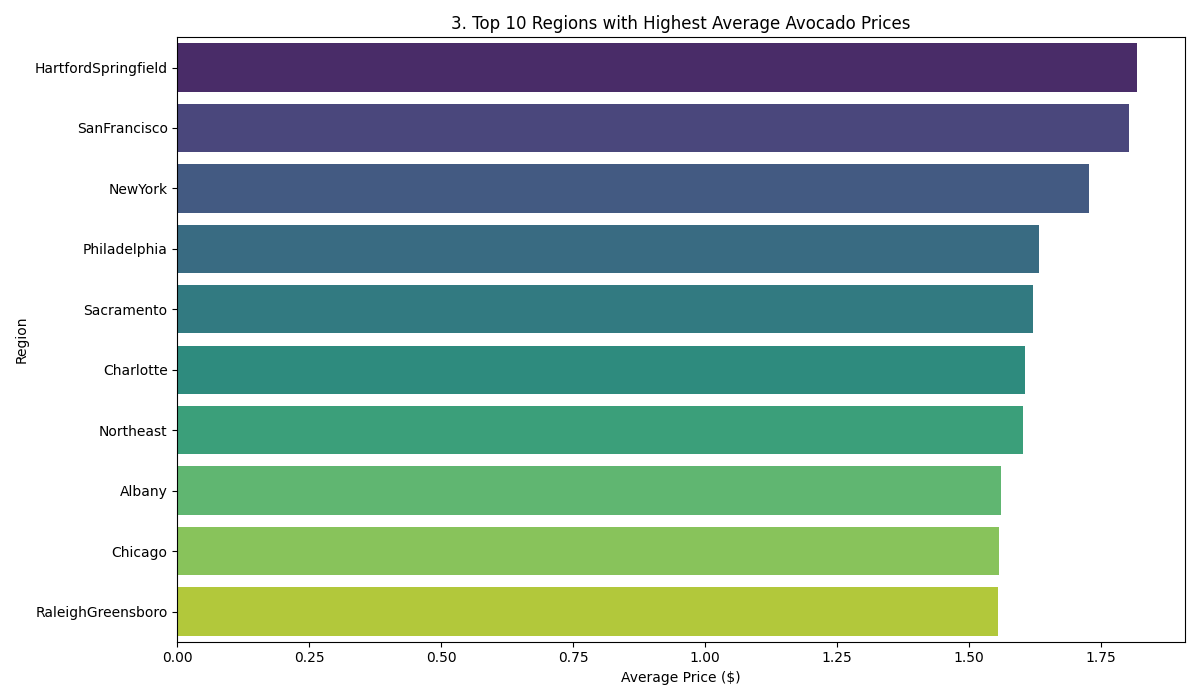 3. Top 10 Regions with Highest Average Avocado Prices
Region
HartfordSpringfield
SanFrancisco
NewYork
Philadelphia
Sacramento
Charlotte
Northeast
Albany
Chicago
RaleighGreensboro
0.00 0.25 0.50 0.75 1.00 1.25 1.50 1.75
Average Price ($)